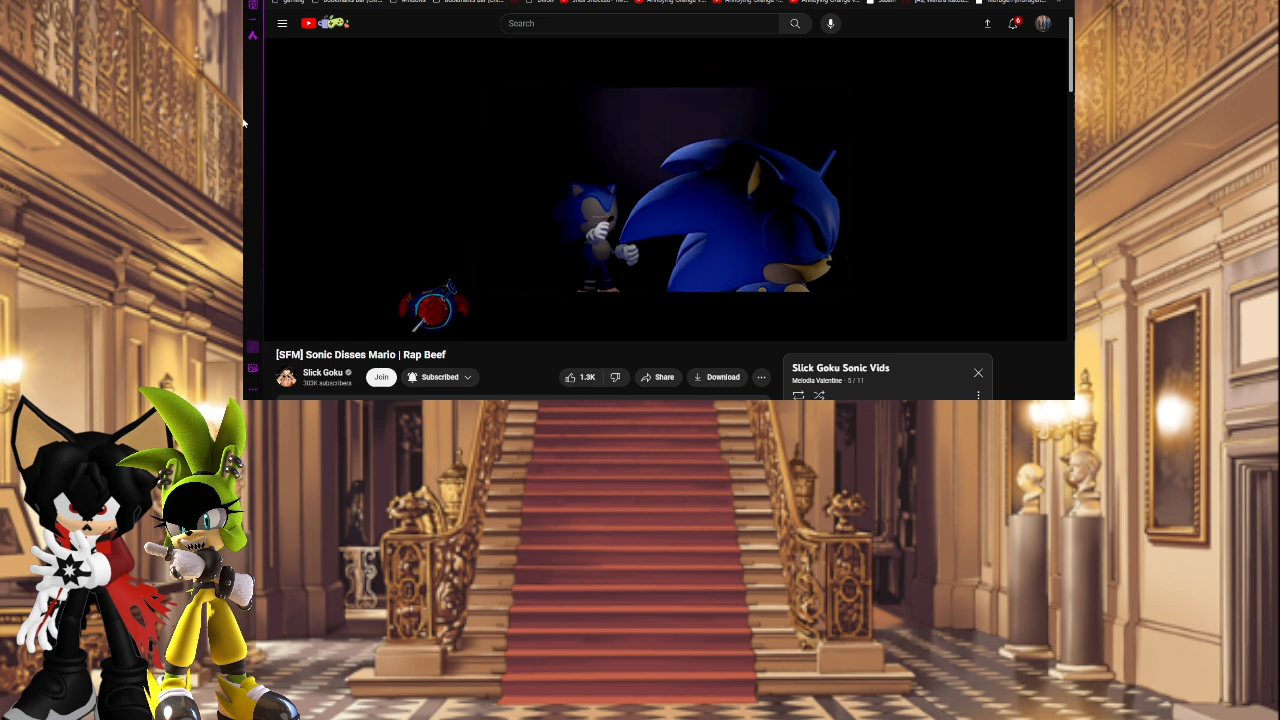 Search
6
[SFM] Sonic Disses Mario | Rap Beef
Slick Goku
303K subscribers
Join
Subscribed
1.3K
Share
Download
Slick Goku Sonic Vids
Melodia Valentine - 5 / 11